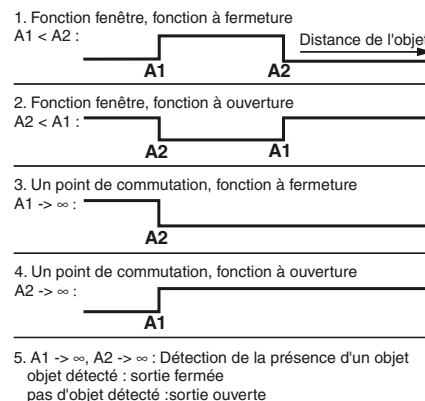 1. Fonction fenêtre, fonction à fermeture
A1 < A2 :
Distance de l'objet
A1 A2
2. Fonction fenêtre, fonction à ouverture
A2 < A1 :
A2 A1
3. Un point de commutation, fonction à fermeture
A1 -> ∞ :
A2
4. Un point de commutation, fonction à ouverture
A2 -> ∞ :
A1
5. A1 -> ∞, A2 -> ∞ : Détection de la présence d'un objet
objet détecté : sortie fermée
pas d'objet détecté :sortie ouverte